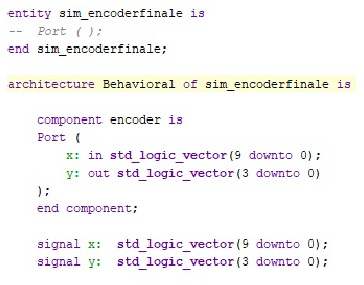 entity sim_encoderfinale is
-- Port ( );
end sim_encoderfinale;
architecture Behavioral of sim_encoderfinale is
component encoder is
Port (
x: in std_logic_vector(9 downto 0);
y: out std_logic_vector(3 downto 0)
);
end component;
signal x: std_logic_vector(9 downto 0);
signal y: std_logic_vector(3 downto 0);